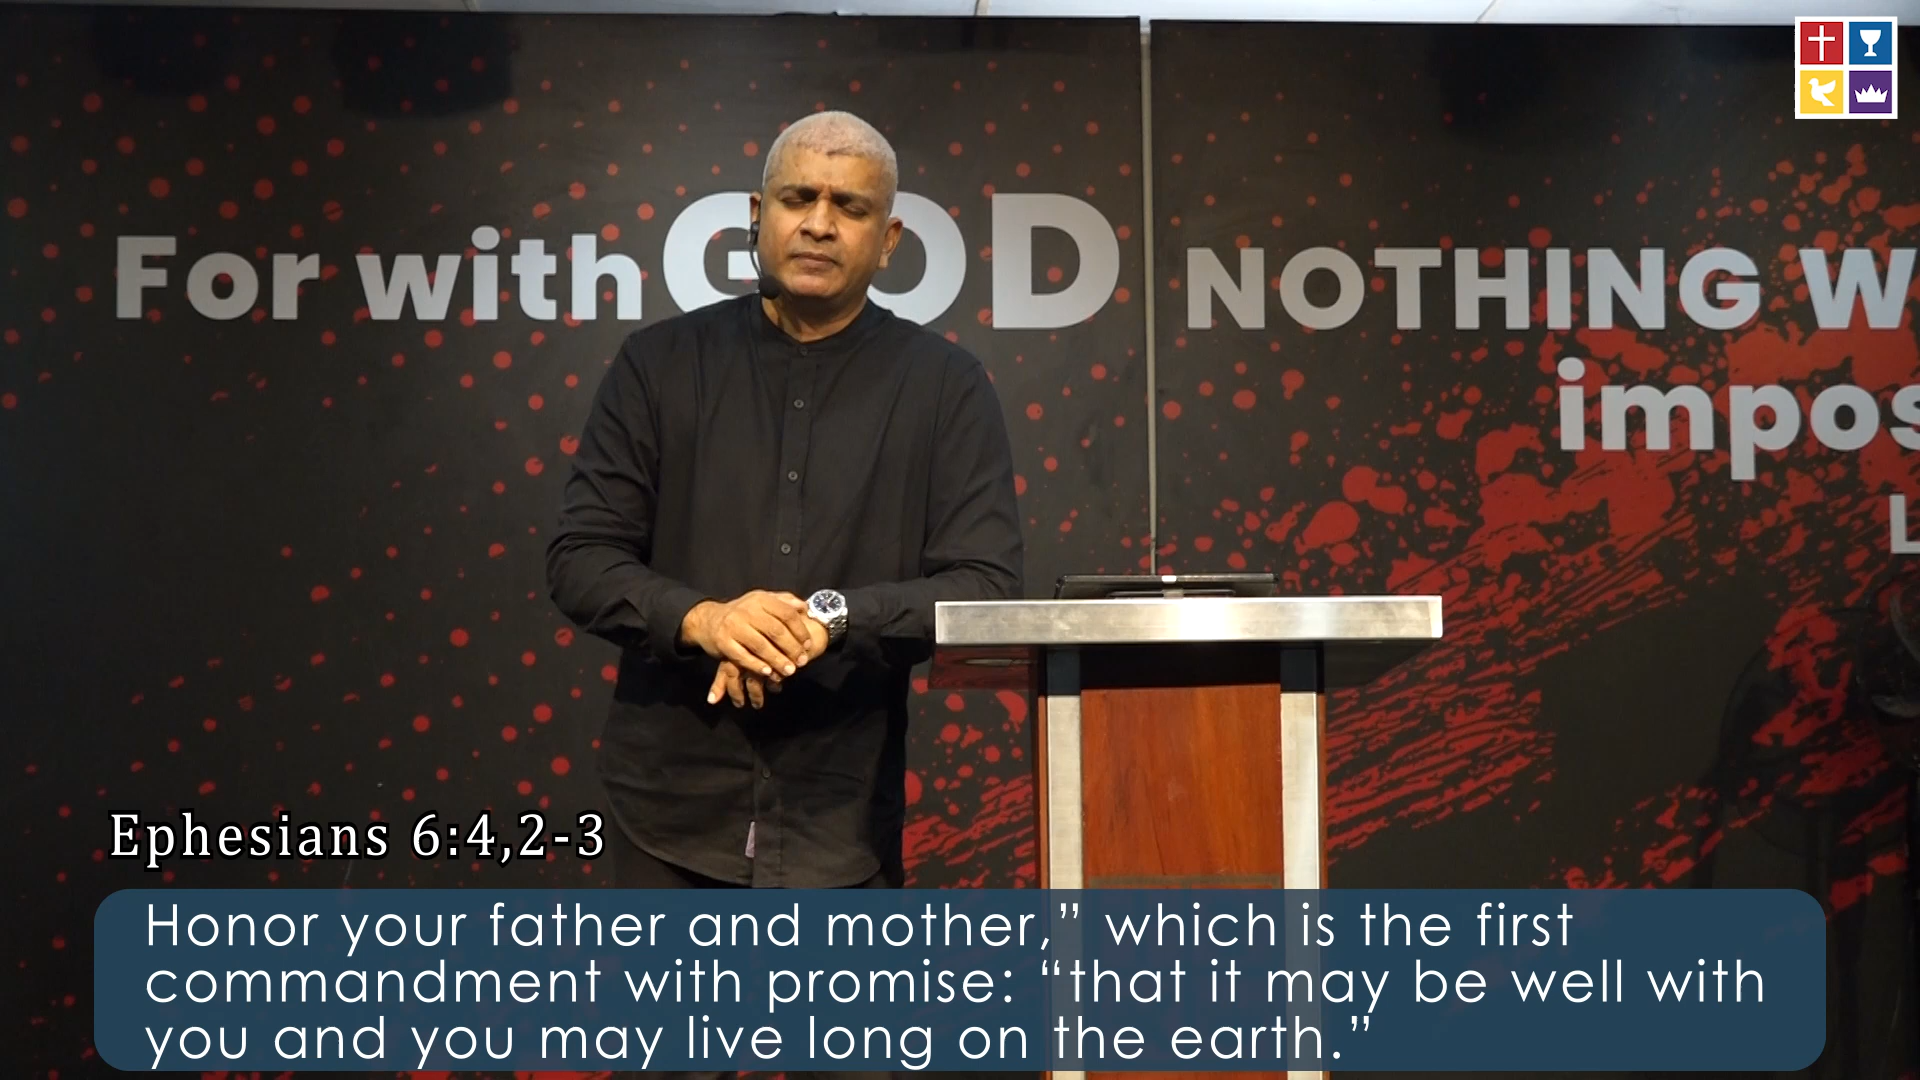 For with GOD NOTHING W
impos
L
Ephesians 6:4,2-3
Honor your father and mother,” which is the first
commandment with promise: “that it may be well with
you and you may live long on the earth.”